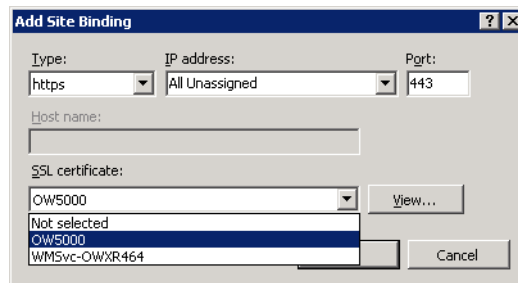 Add Site Binding
Type: IP address: Port:
https All Unassigned 443
Host name:
SSL certificate:
OW5000 View...
Not selected
OW5000
WMSvc-OWXR464
Cancel